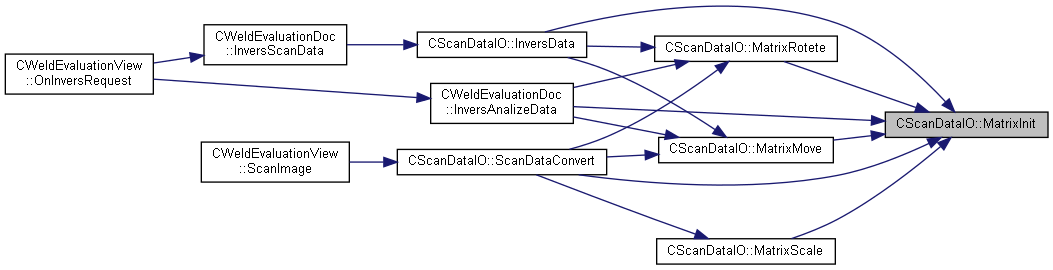 CWeldEvaluationDoc
::InversScanData
CScanDataIO::InversData
CScanDataIO::MatrixRotete
CWeldEvaluationView
::OnInversRequest
CWeldEvaluationDoc
::InversAnalizeData
CScanDataIO::MatrixInit
CScanDataIO::MatrixMove
CWeldEvaluationView
::ScanImage
CScanDataIO::ScanDataConvert
CScanDataIO::MatrixScale